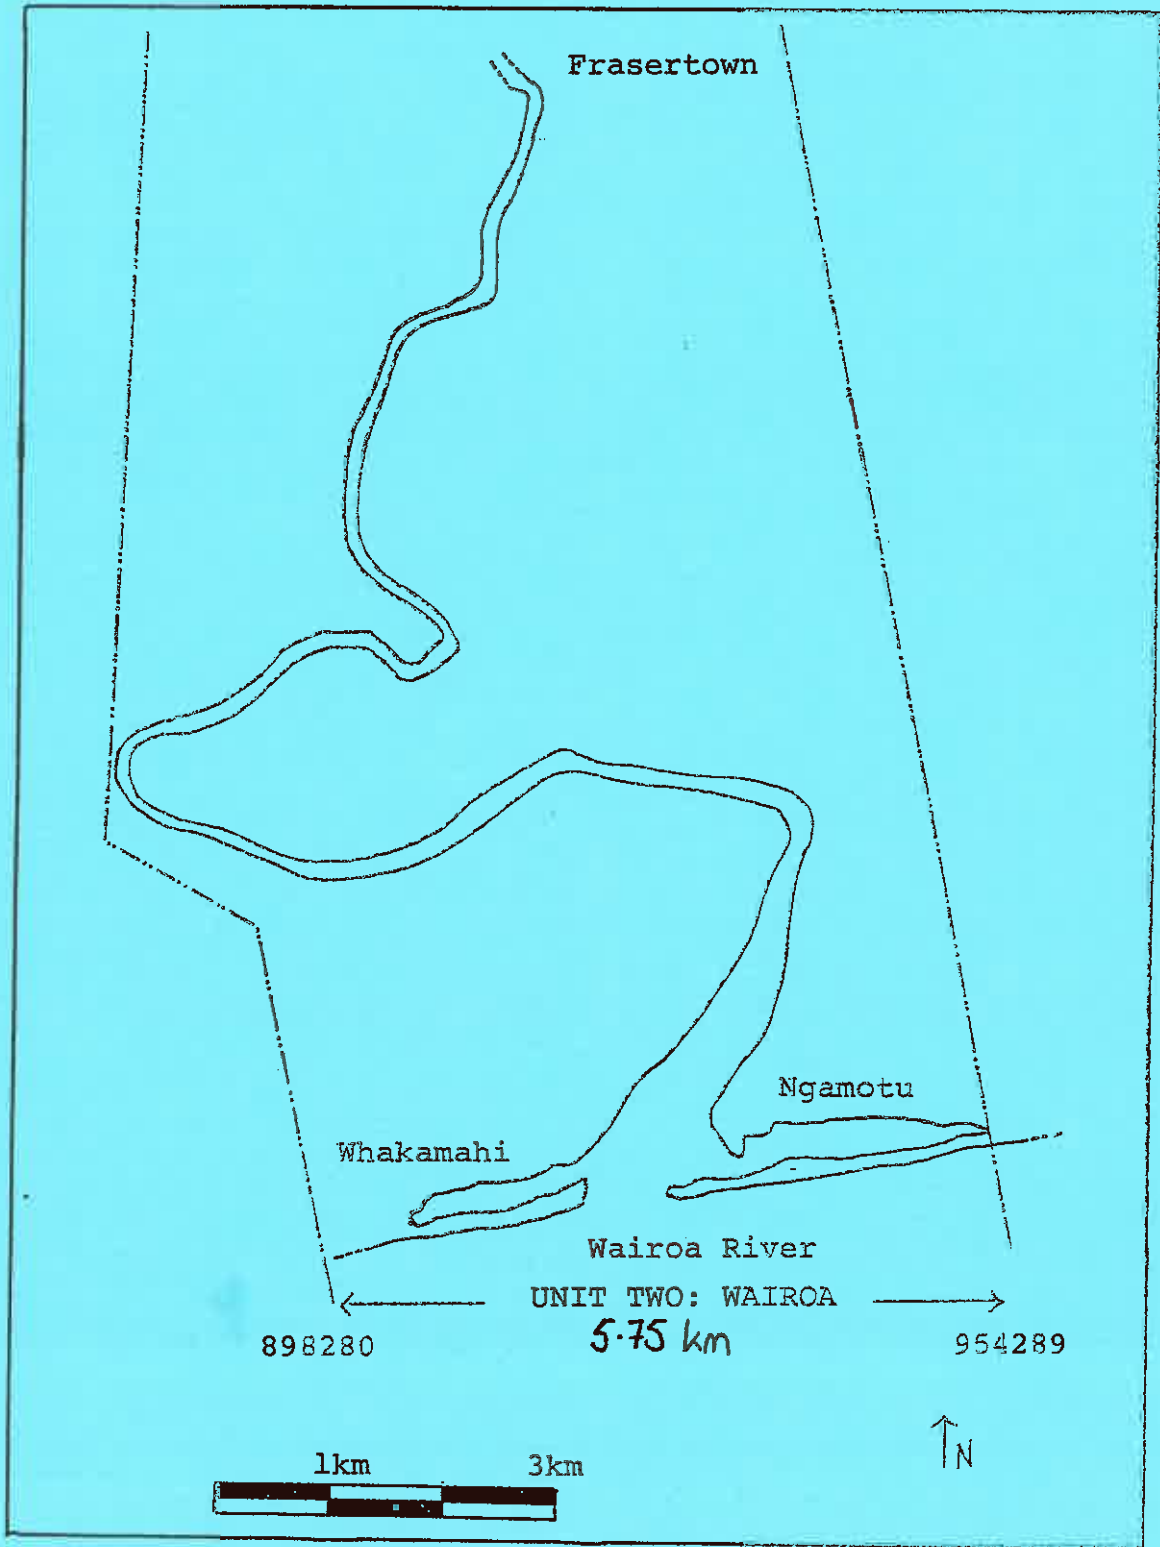 Frasertown
Ngamotu
Whakamahi
Wairoa River
UNIT TWO: WAIROA
898280
5.75 km
954289
N
1km
3km